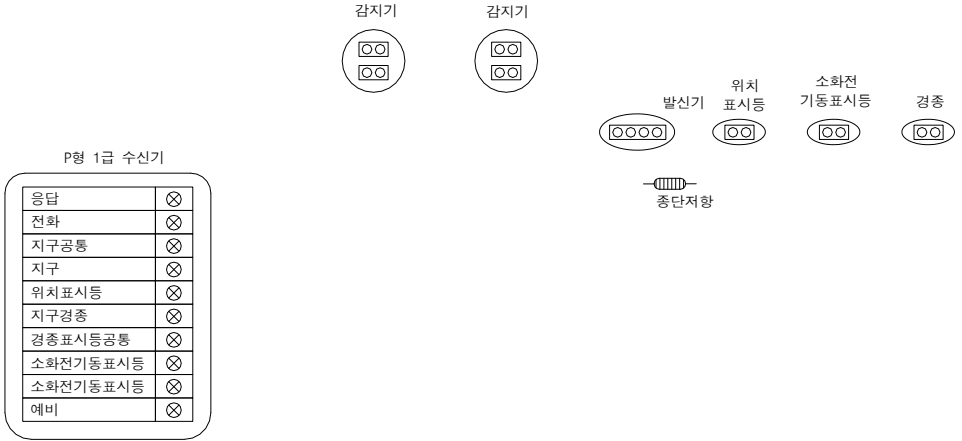 감지기
감지기
발신기
위치
표시등
소화전
기동표시등
경종
종단저항
P형 1급 수신기
응답
전화
지구공통
지구
위치표시등
지구경종
경종표시등공통
소화전기동표시등
소화전기동표시등
예비